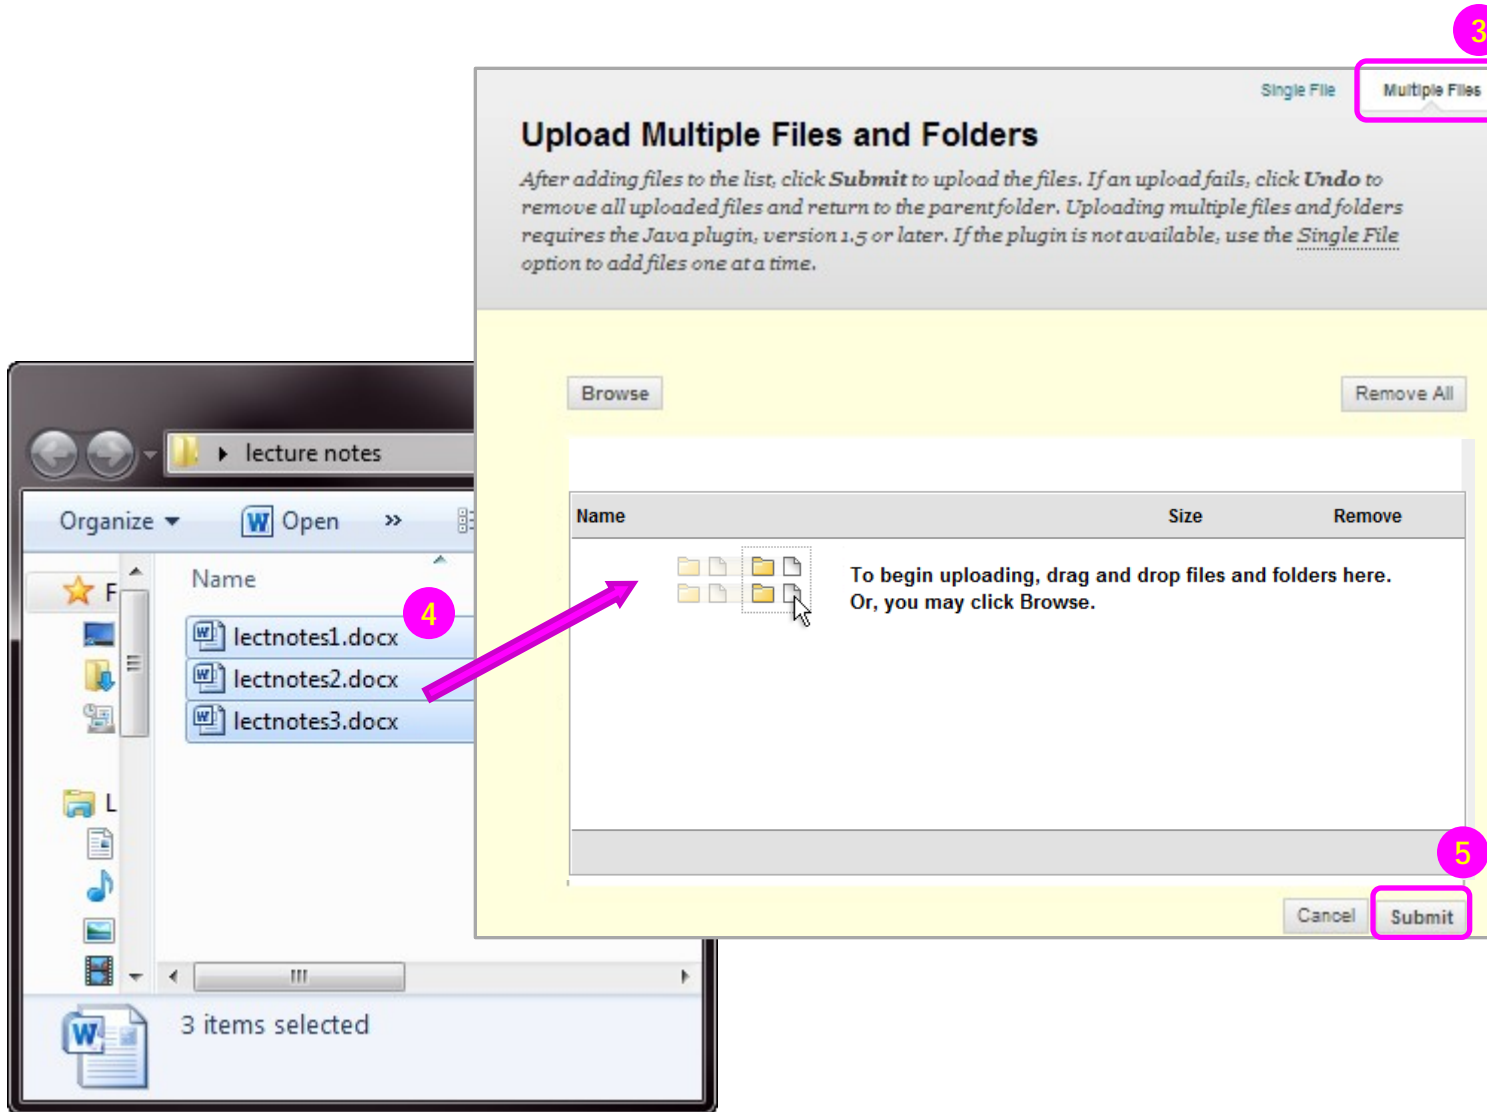 3
Single File
Multiple Files
Upload Multiple Files and Folders
After adding files to the list, click Submit to upload the files. If an upload fails, click Undo to
remove all uploaded files and return to the parent folder. Uploading multiple files and folders
requires the Java plugin, version 1.5 or later. If the plugin is not available, use the Single File
option to add files one at a time.
Browse
Remove All
Name
Size
Remove
To begin uploading, drag and drop files and folders here.
Or, you may click Browse.
5
Cancel
Submit
lecture notes
Organize
Open
»
F
Name
4
lectnotes1.docx
lectnotes2.docx
lectnotes3.docx
L
3 items selected